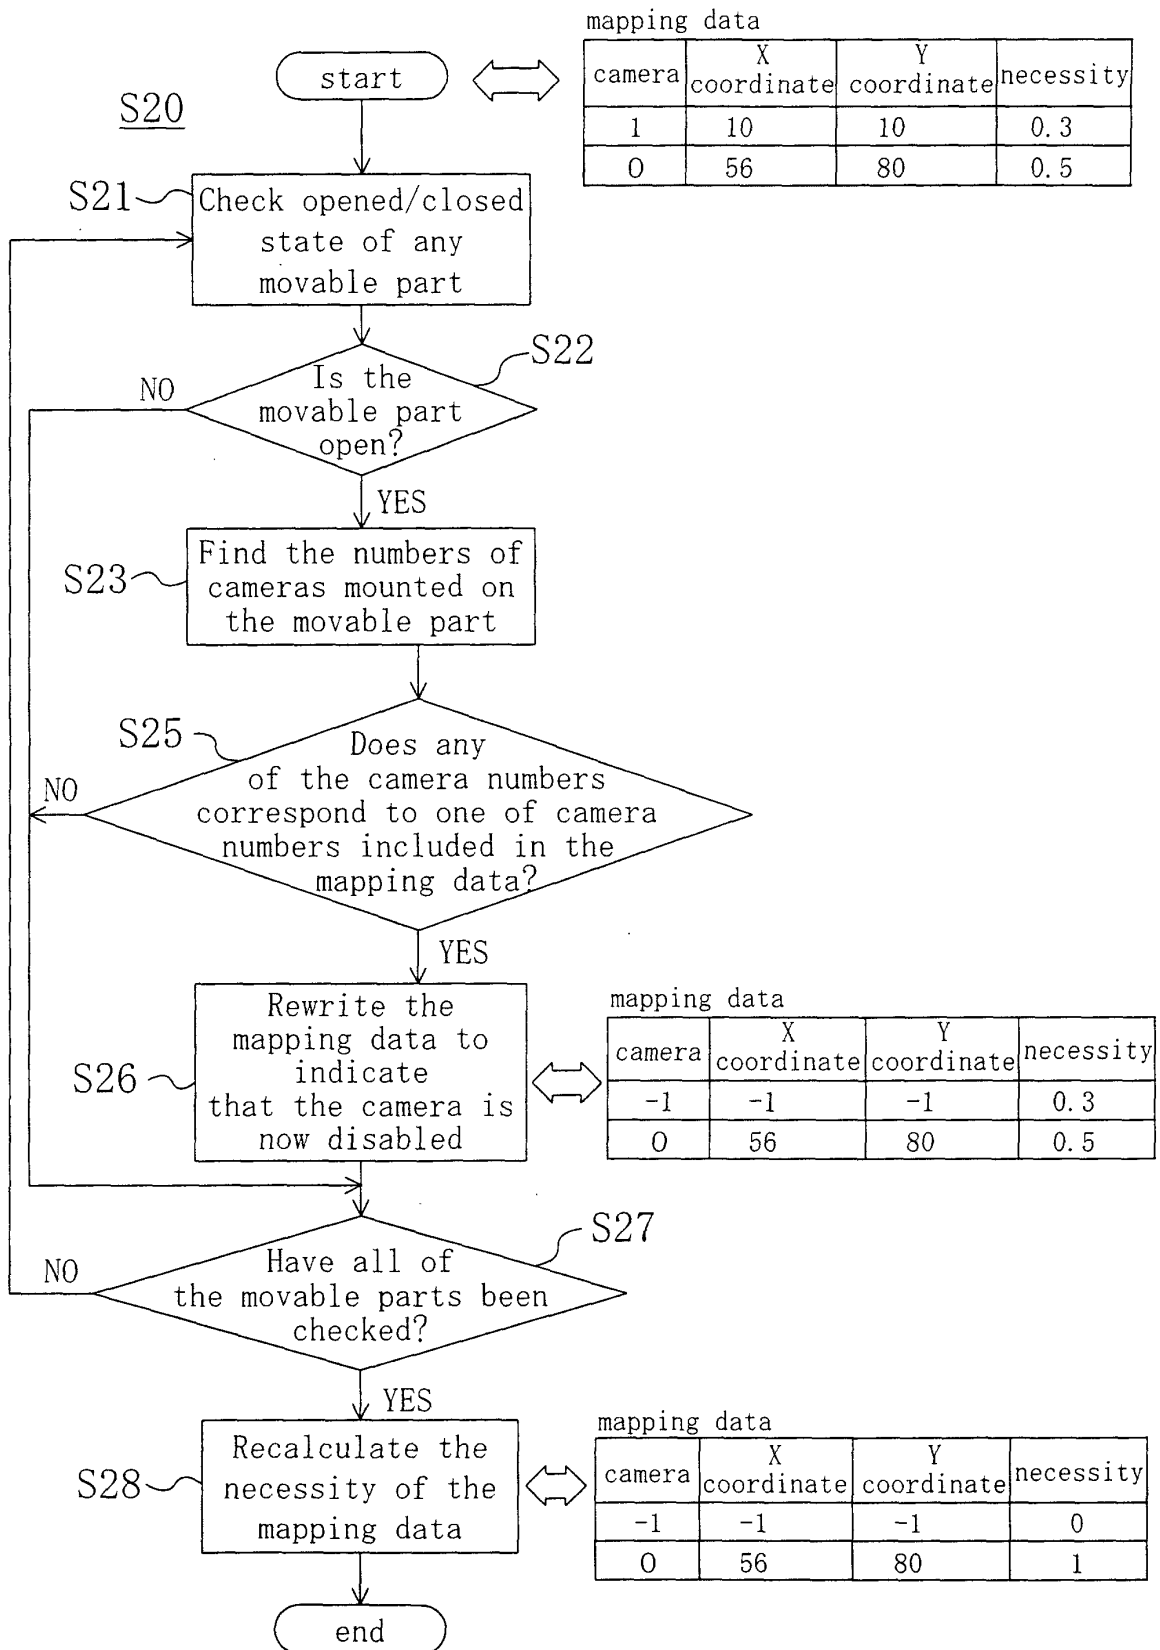 mapping data
camera X coordinate Y coordinate necessity
1 10 10 0.3
0 56 80 0.5
start
S20
S21
Check opened/closed
state of any
movable part
S22
Is the
movable part
open?
NO
YES
S23
Find the numbers of
cameras mounted on
the movable part
S25
Does any
of the camera numbers
correspond to one of camera
numbers included in the
mapping data?
NO
YES
S26
Rewrite the
mapping data to
indicate
that the camera is
now disabled
mapping data
camera X coordinate Y coordinate necessity
-1 -1 -1 0.3
0 56 80 0.5
S27
Have all of
the movable parts been
checked?
NO
YES
S28
Recalculate the
necessity of the
mapping data
mapping data
camera X coordinate Y coordinate necessity
-1 -1 -1 0
0 56 80 1
end